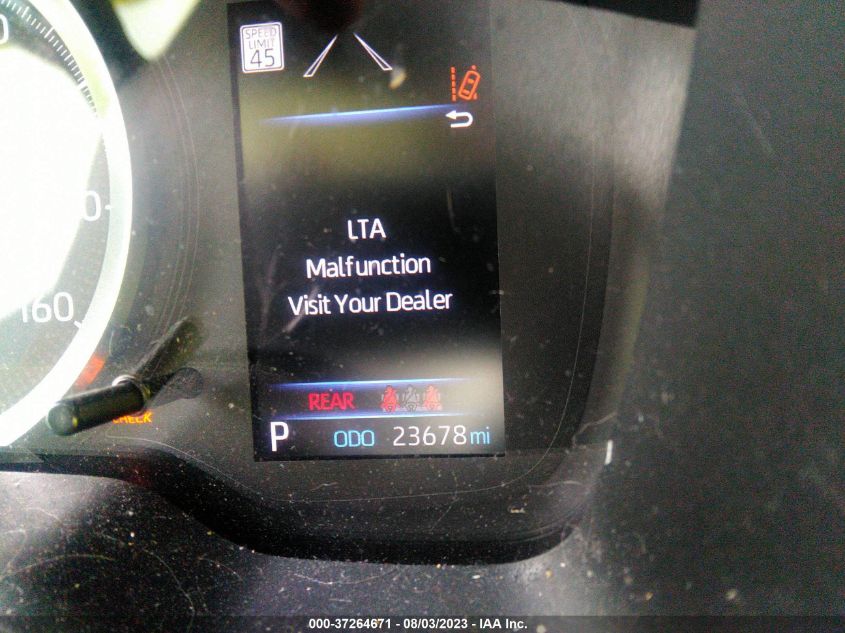 SPEED
LIMIT
45
LTA
Malfunction
Visit Your Dealer
160
REAR
CHECK
P ODO 23678 mi
000-37264671 - 08/03/2023 - IAA Inc.